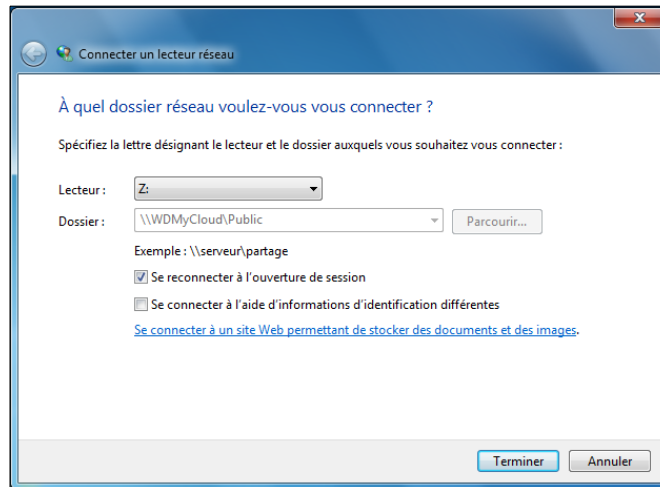 Connecter un lecteur réseau
À quel dossier réseau voulez-vous vous connecter ?
Spécifiez la lettre désignant le lecteur et le dossier auxquels vous souhaitez vous connecter :
Lecteur : Z:
Dossier : \\WDMyCloud\Public Parcourir...
Exemple : \\serveur\partage
Se reconnecter à l'ouverture de session
Se connecter à l'aide d'informations d'identification différentes
Se connecter à un site Web permettant de stocker des documents et des images.
Terminer Annuler